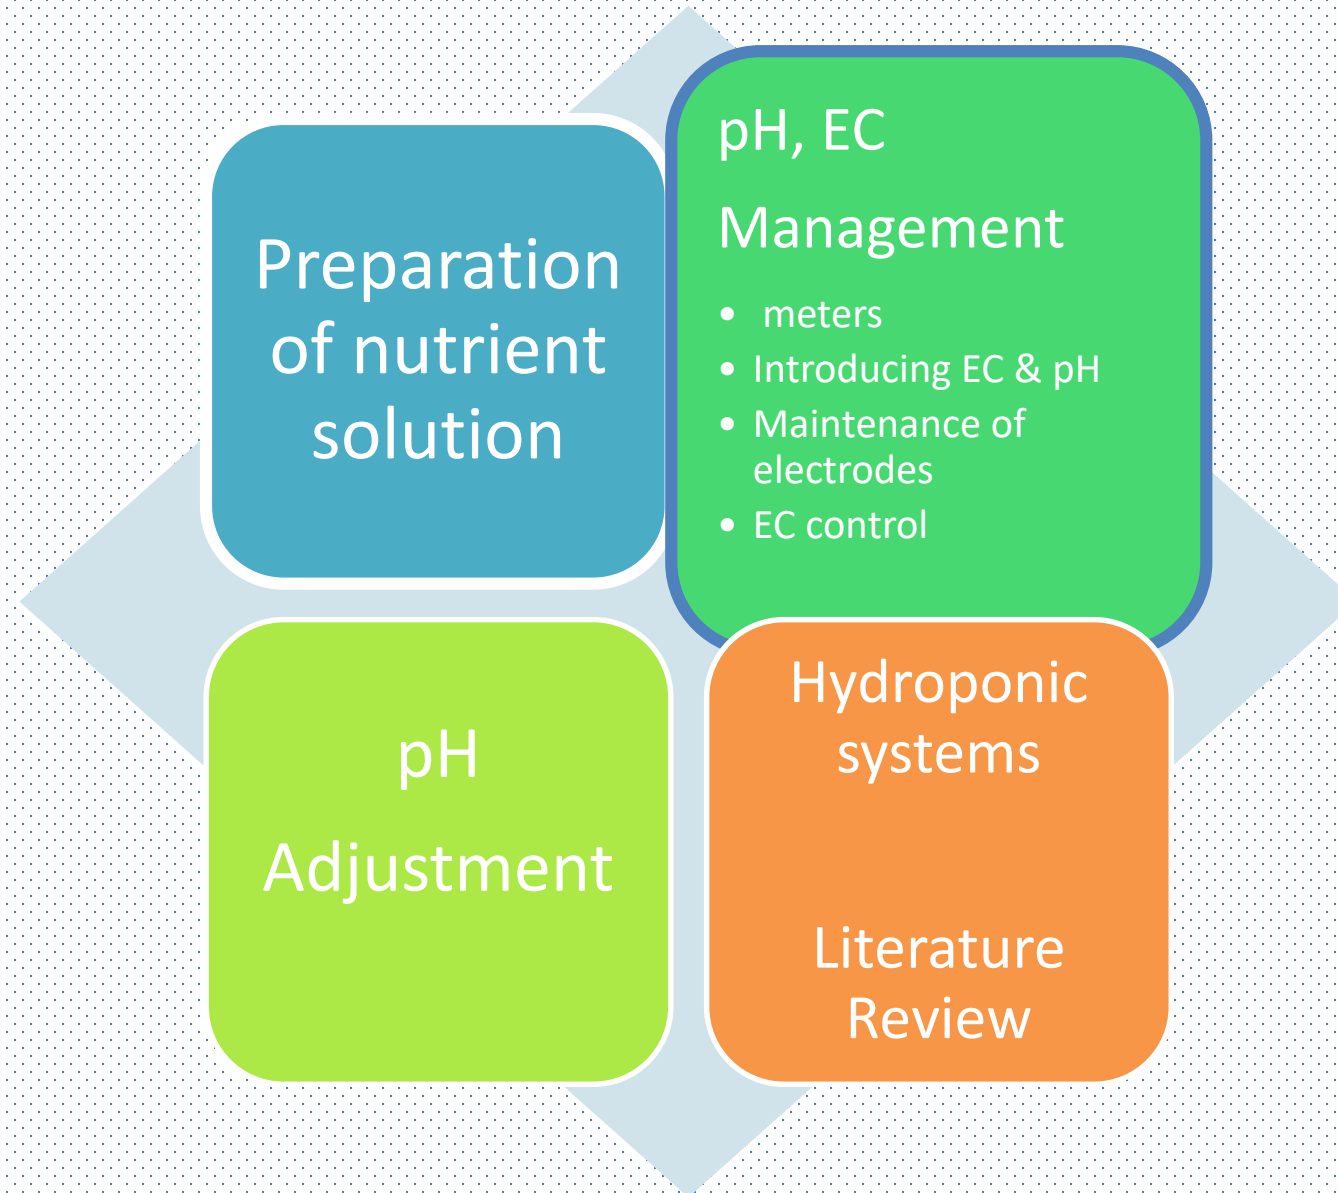 Preparation
of nutrient
solution
pH, EC
Management
• meters
• Introducing EC & pH
• Maintenance of
electrodes
• EC control
pH
Adjustment
Hydroponic
systems
Literature
Review